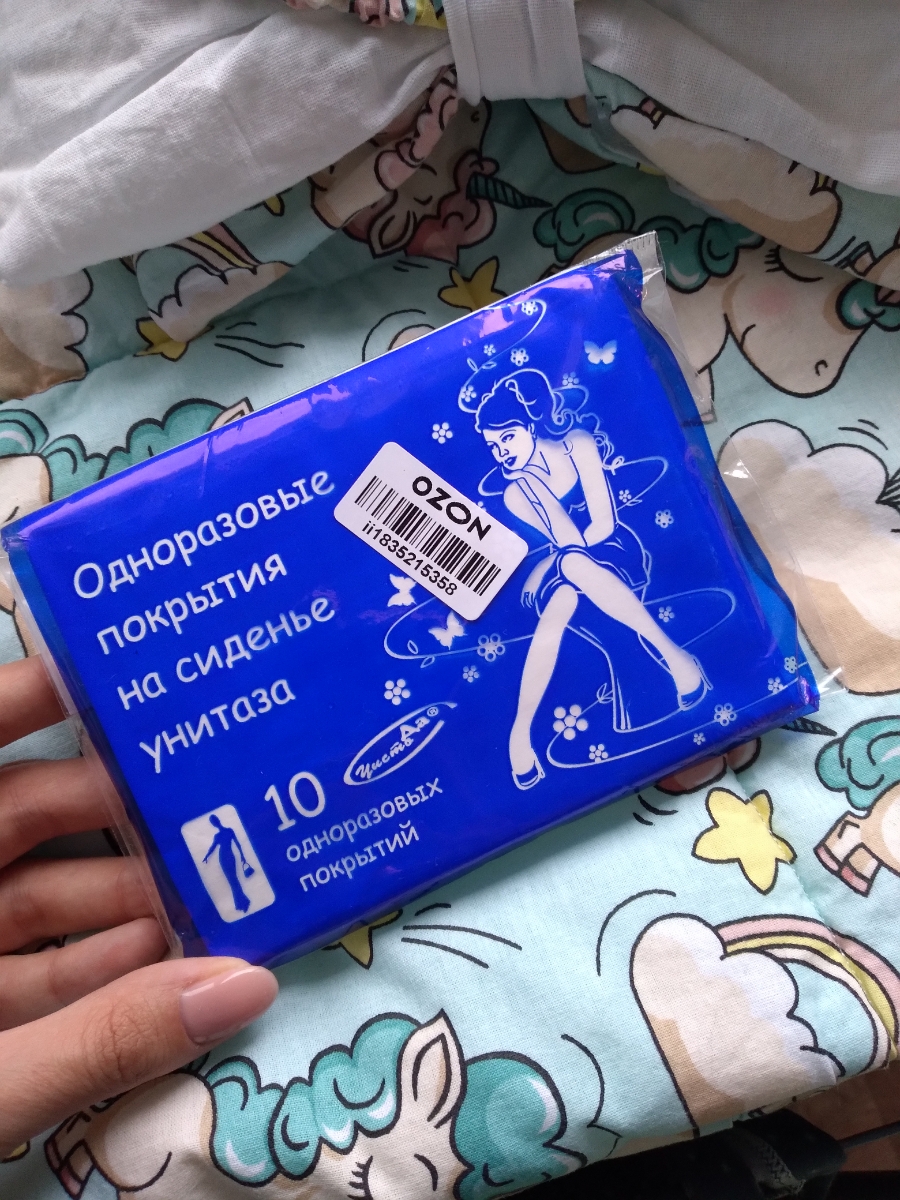 Одноразовые
покрытия
на сиденье
унитаза
OZON
ii1835215358
ЧистоДа®
10
одноразовых
покрытий